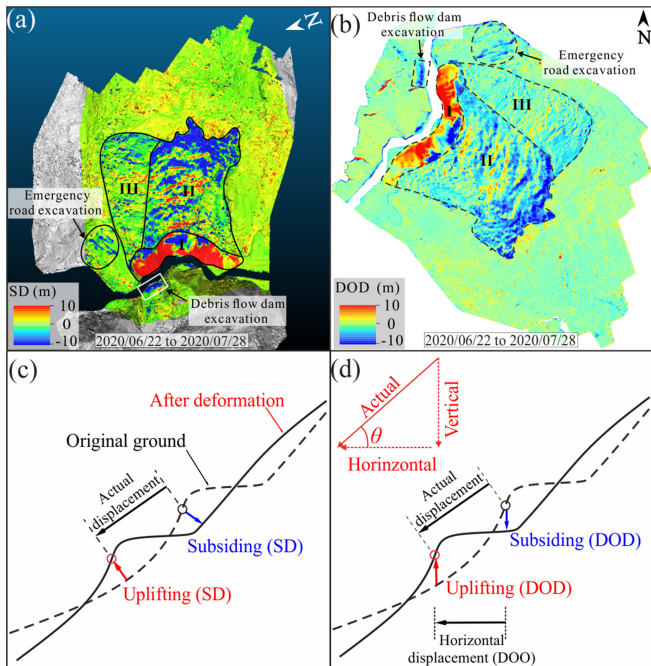 (a)
N
III
II
I
Emergency
road excavation
SD (m)
10
0
-10
Debris flow dam
excavation
2020/06/22 to 2020/07/28
(b)
Debris flow dam
excavation
N
Emergency
road excavation
I
III
II
DOD (m)
10
0
-10
2020/06/22 to 2020/07/28
(c)
After deformation
Original ground
Actual
displacement
Subsiding (SD)
Uplifting (SD)
(d)
Actual
Vertical
θ
Horinzontal
Actual
displacement
Subsiding (DOD)
Uplifting (DOD)
Horizontal
displacement (DOO)